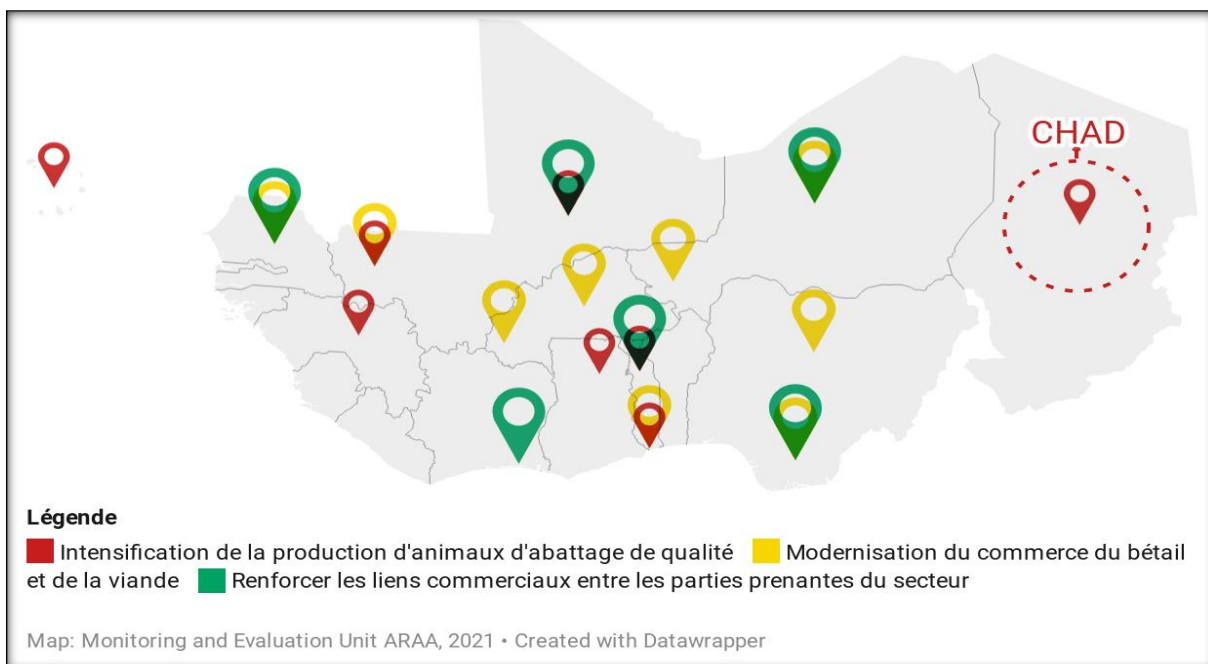 CHAD
Légende
Intensification de la production d'animaux d'abattage de qualité Modernisation du commerce du bétail
et de la viande Renforcer les liens commerciaux entre les parties prenantes du secteur
Map: Monitoring and Evaluation Unit ARAA, 2021 • Created with Datawrapper